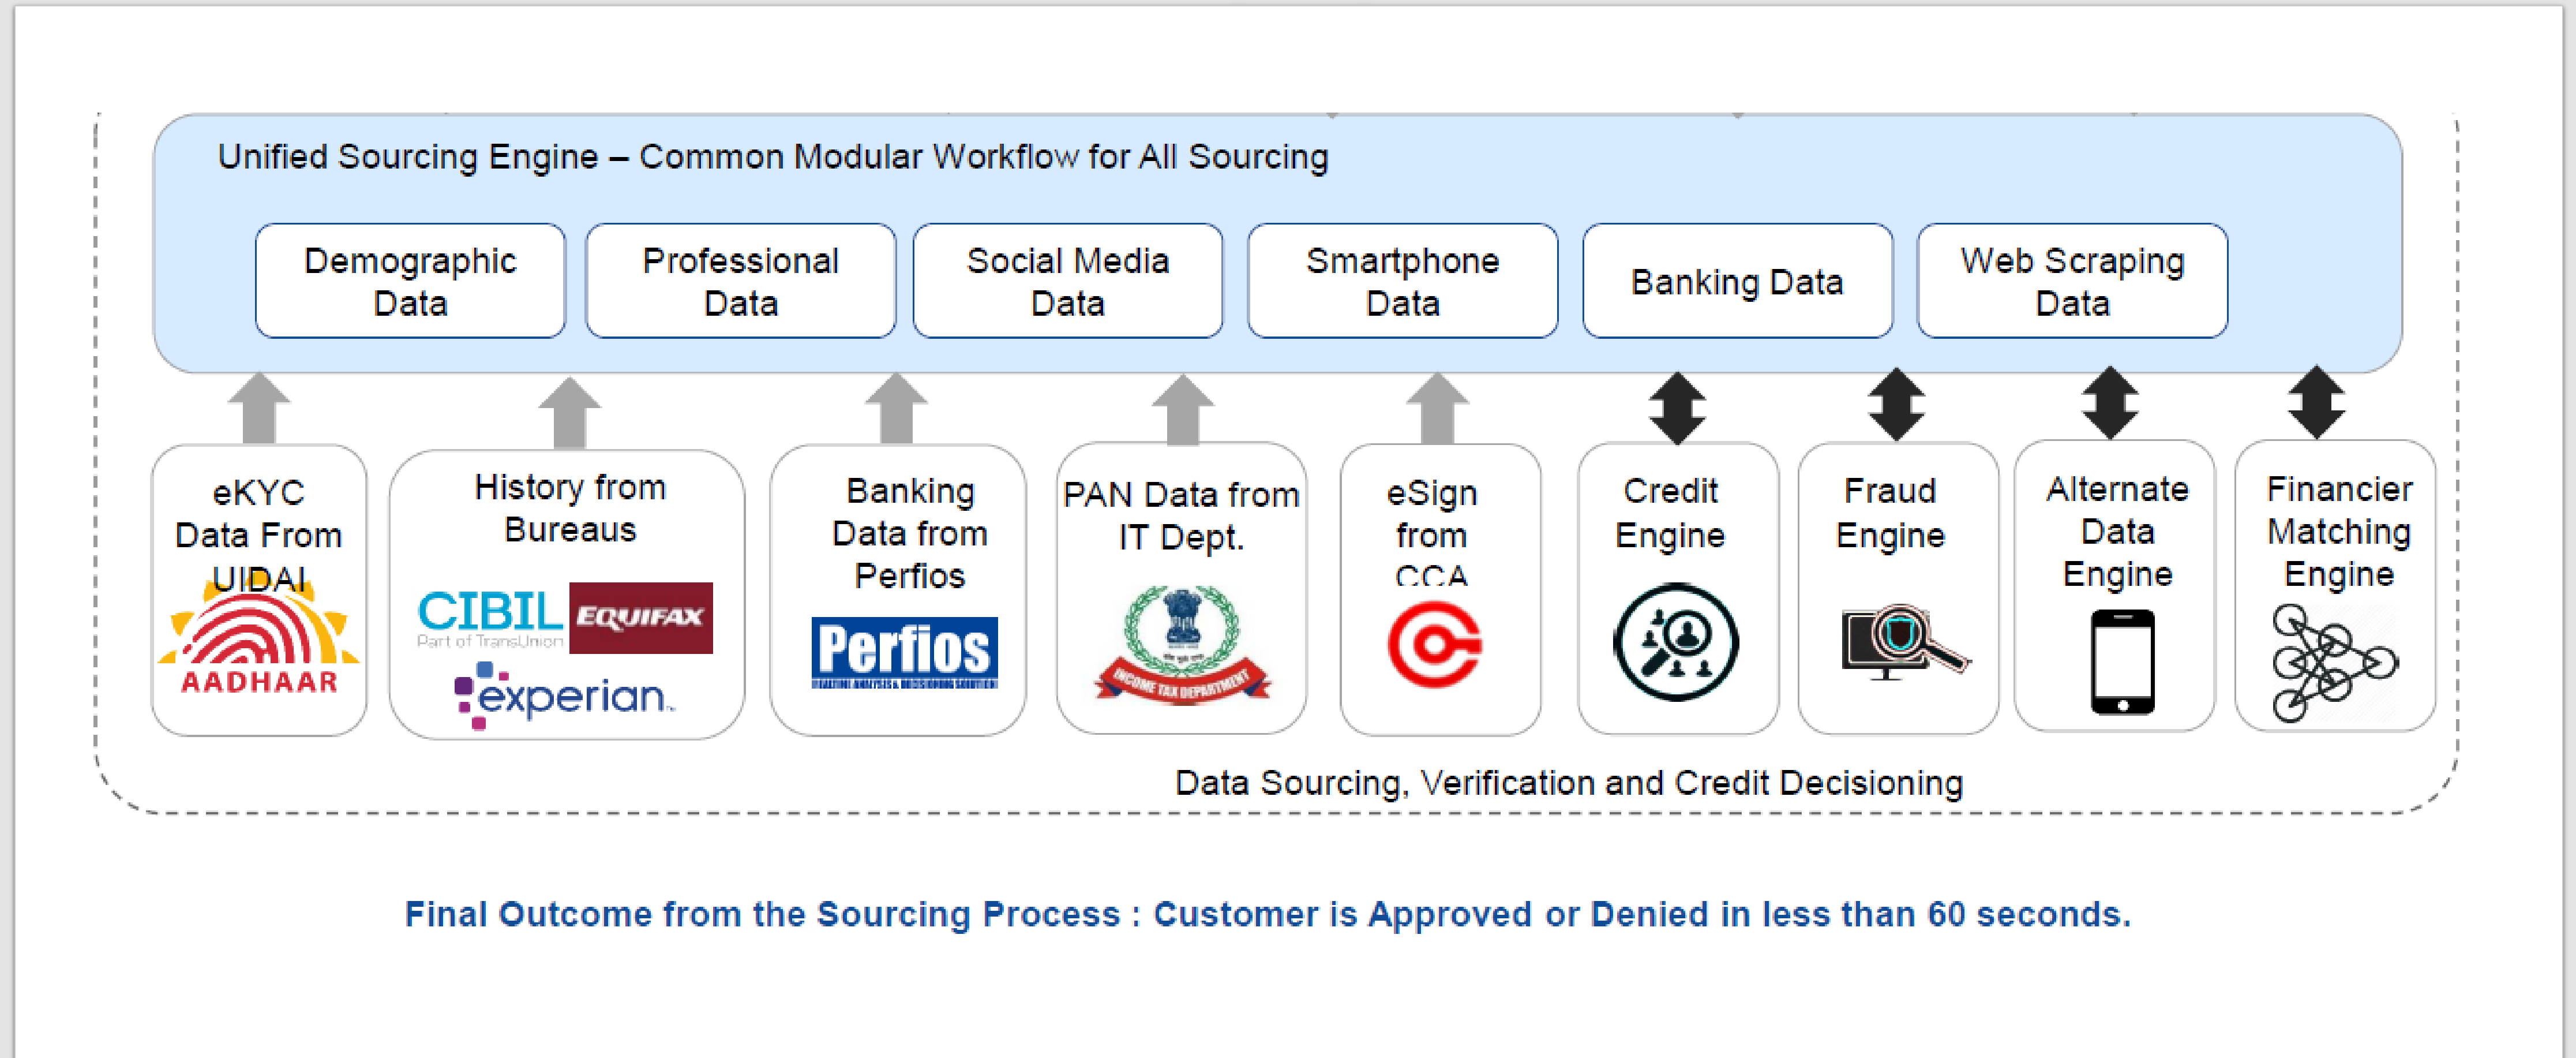 Unified Sourcing Engine – Common Modular Workflow for All Sourcing
Demographic
Data
Professional
Data
Social Media
Data
Smartphone
Data
Banking Data
Web Scraping
Data
eKYC
Data From
UIDAI
AADHAAR
History from
Bureaus
CIBIL
Part of TransUnion
EQUIFAX
experian
Banking
Data from
Perfios
Perfios
REALTIME ANALYSIS & DECISIONING SOLUTION
PAN Data from
IT Dept.
INCOME TAX DEPARTMENT
eSign
from
CCA
Credit
Engine
Fraud
Engine
Alternate
Data
Engine
Financier
Matching
Engine
Data Sourcing, Verification and Credit Decisioning
Final Outcome from the Sourcing Process : Customer is Approved or Denied in less than 60 seconds.